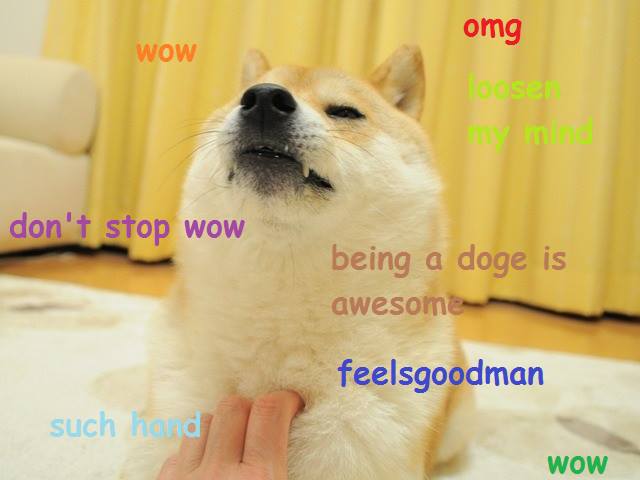 wow
omg
loosen
my mind
don't stop wow
being a doge is
awesome
feelsgoodman
such hand
wow